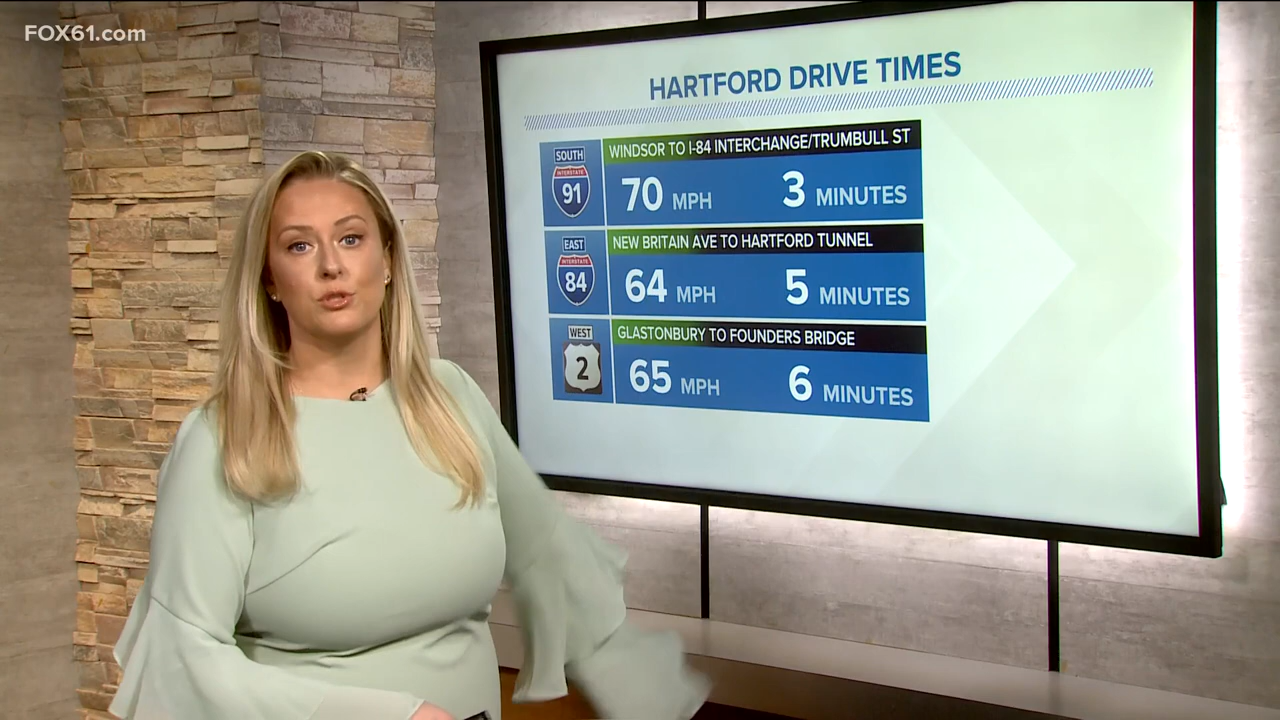 FOX61.com
HARTFORD DRIVE TIMES
SOUTH
INTERSTATE
91
WINDSOR TO I-84 INTERCHANGE/TRUMBULL ST
70 MPH 3 MINUTES
EAST
INTERSTATE
84
NEW BRITAIN AVE TO HARTFORD TUNNEL
64 MPH 5 MINUTES
WEST
2
GLASTONBURY TO FOUNDERS BRIDGE
65 MPH 6 MINUTES